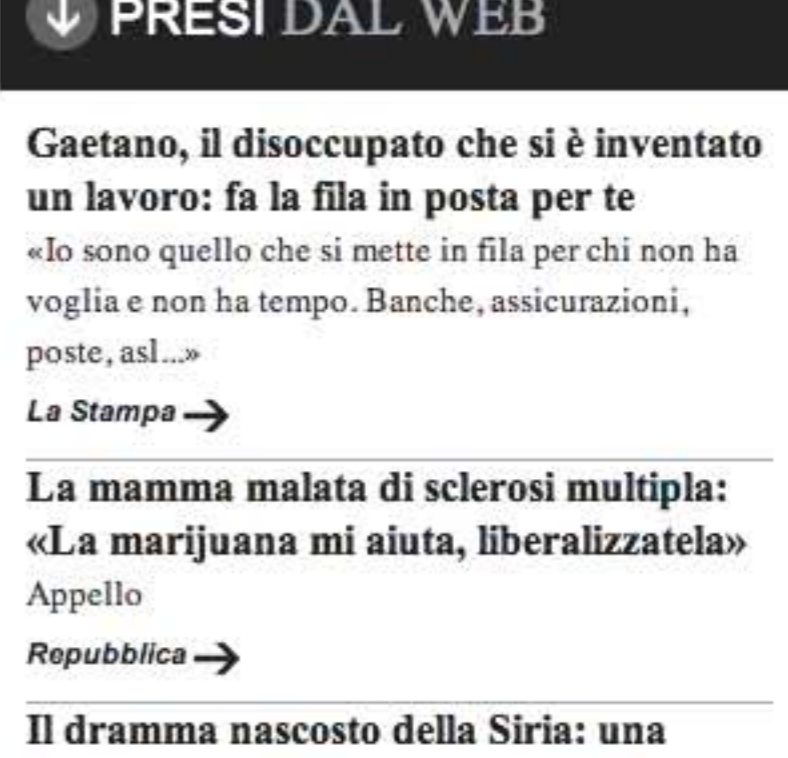 PRESI DAL WEB
Gaetano, il disoccupato che si è inventato
un lavoro: fa la fila in posta per te
«Io sono quello che si mette in fila per chi non ha
voglia e non ha tempo. Banche, assicurazioni,
poste, asl...»
La Stampa
La mamma malata di sclerosi multipla:
«La marijuana mi aiuta, liberalizzatela»
Appello
Repubblica
Il dramma nascosto della Siria: una